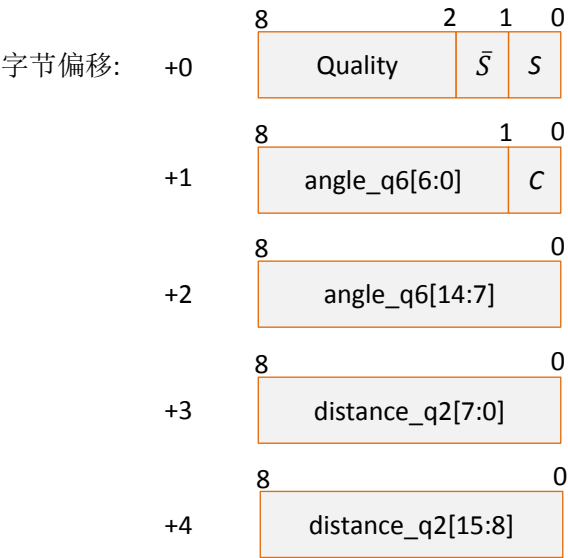 8 2 1 0
字节偏移: +0 Quality S̄ S
8 1 0
+1 angle_q6[6:0] C
8 0
+2 angle_q6[14:7]
8 0
+3 distance_q2[7:0]
8 0
+4 distance_q2[15:8]